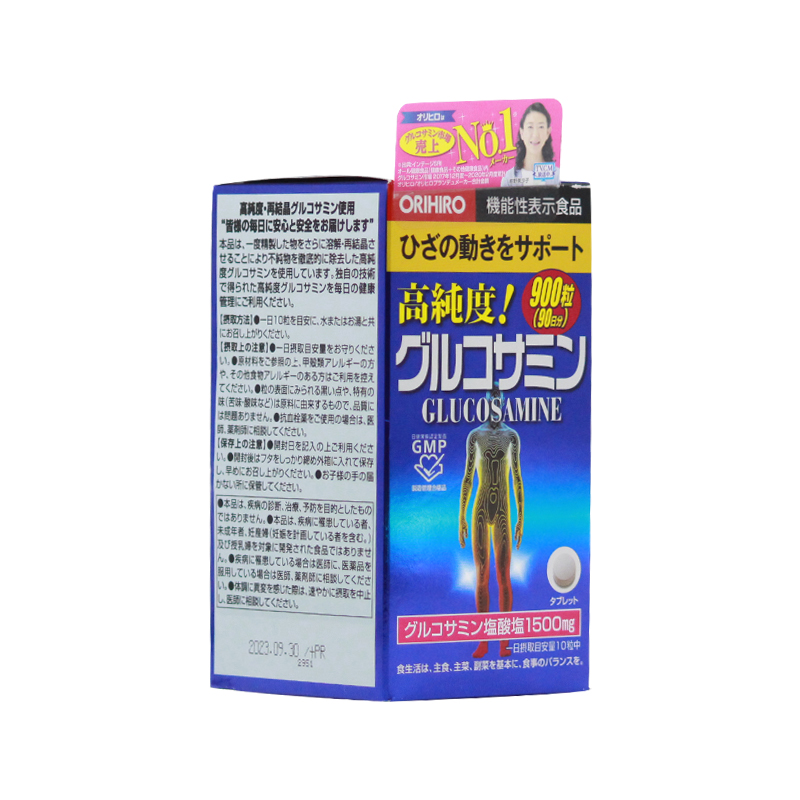 高純度・再結晶グルコサミン使用
"皆様の毎日に安心と安全をお届けします"
本品は、一度精製した物をさらに溶解・再結晶さ
せることにより不純物を徹底的に除去した高純
度グルコサミンを使用しています。独自の技術
で得られた高純度グルコサミンを毎日の健康
管理にご利用ください。
【摂取方法】●一日10粒を目安に、水またはお湯と共
にお召し上がりください。
【摂取上の注意】●一日摂取目安量をお守りくださ
い。●原材料をご参照の上、甲殻類アレルギーの方
や、その他食物アレルギーのある方はご利用を控え
てください。●粒の表面にみられる黒い点や、特有の
味(苦味・酸味など)は原料に由来するもので、品質に
は問題ありません。●抗血栓薬をご使用の場合は、医
師、薬剤師に相談してください。
【保存上の注意】●開封日を記入の上ご利用くださ
い。●開封後はフタをしっかり締め外箱に入れて保存
し、早めにお召し上がりください。●お子様の手の届
かない所に保管してください。
●本品は、疾病の診断、治療、予防を目的としたもの
ではありません。●本品は、疾病に罹患している者、
未成年者、妊産婦(妊娠を計画している者を含む。)
及び授乳婦を対象に開発された食品ではありませ
ん。●疾病に罹患している場合は医師に、医薬品を
服用している場合は医師、薬剤師に相談してくださ
い。●体調に異変を感じた際は、速やかに摂取を中止
し、医師に相談してください。
2023.09.30 /+PR
2951
オリヒロは
グルコサミン市場
売上
No.1
メーカー
ORIHIRO
機能性表示食品
ひざの動きをサポート
高純度!
900粒
(90日分)
グルコサミン
GLUCOSAMINE
GMP
タブレット
グルコサミン塩酸塩1500mg
一日摂取目安量10粒中
食生活は、主食、主菜、副菜を基本に、食事のバランスを。